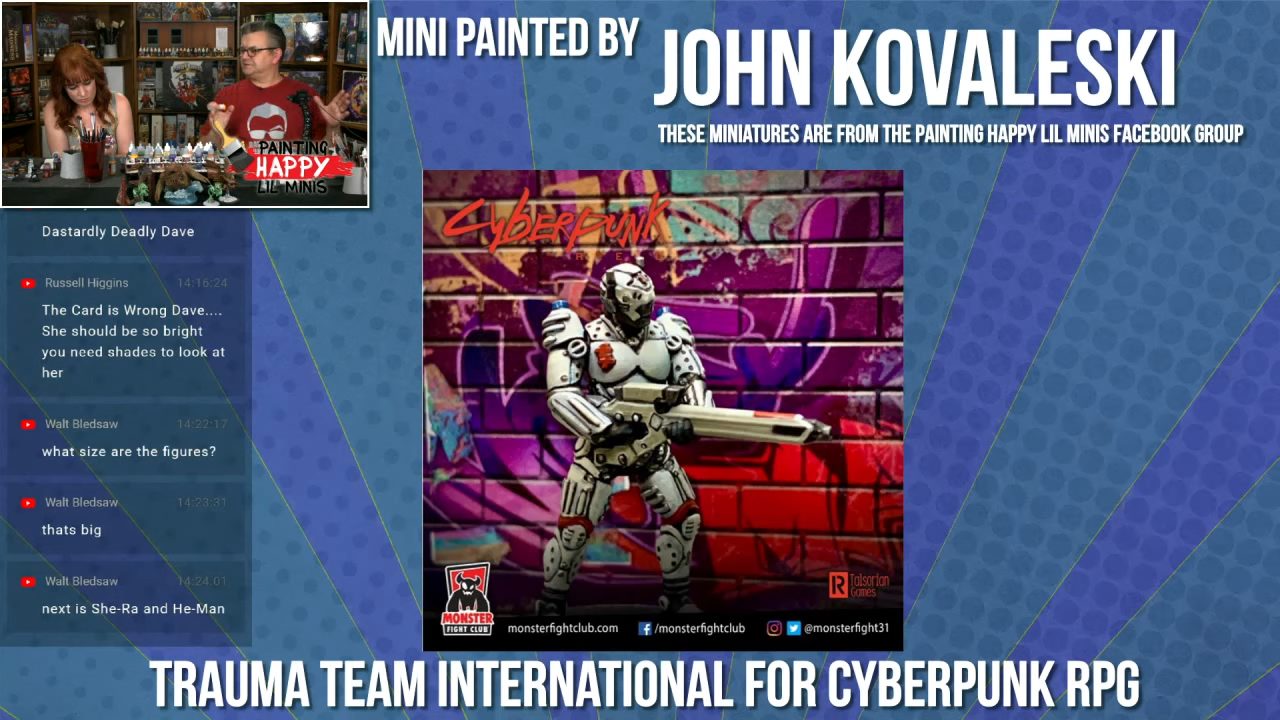 MINI PAINTED BY
JOHN KOVALESKI
THESE MINIATURES ARE FROM THE PAINTING HAPPY LIL MINIS FACEBOOK GROUP
PAINTING
HAPPY
LIL MINIS
Dastardly Deadly Dave
Russell Higgins 14:16:24
The Card is Wrong Dave....
She should be so bright
you need shades to look at
her
Walt Bledsaw 14:22:17
what size are the figures?
Walt Bledsaw 14:23:31
thats big
Walt Bledsaw 14:24:01
next is She-Ra and He-Man
Cyberpunk
R Talsorian
Games
MONSTER
FIGHT CLUB
monsterfightclub.com /monsterfightclub @monsterfight31
TRAUMA TEAM INTERNATIONAL FOR CYBERPUNK RPG